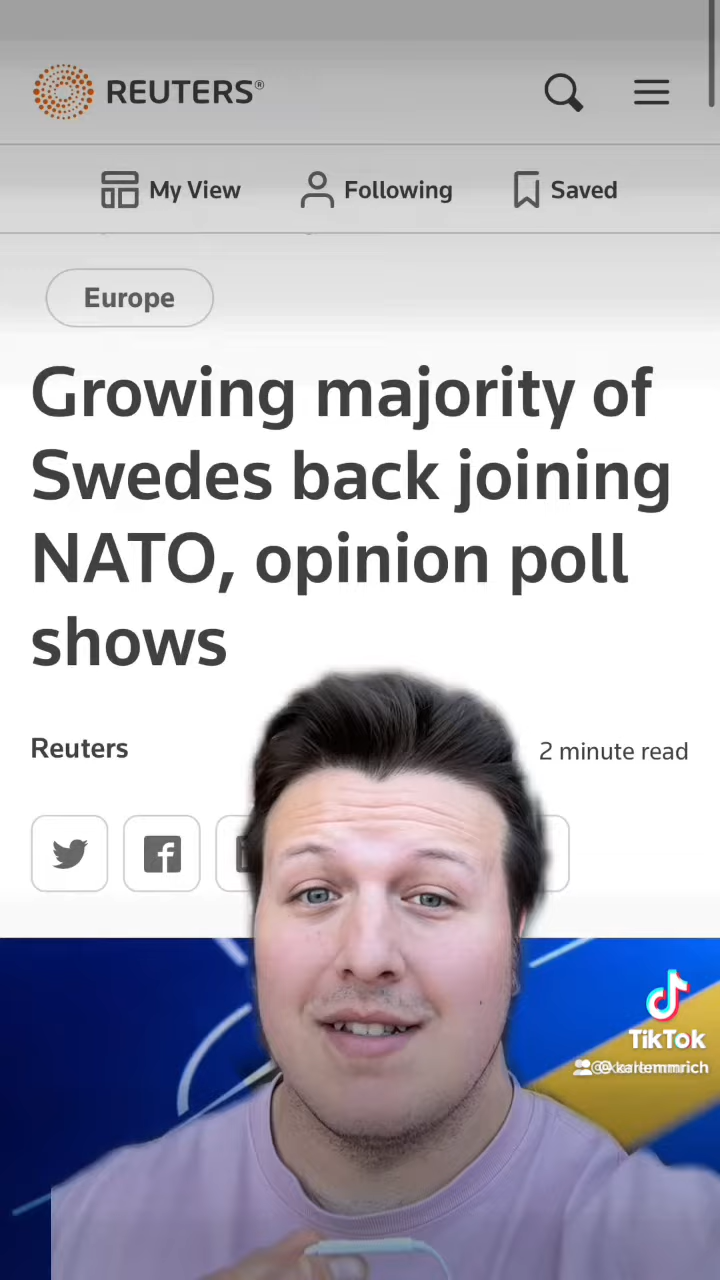 REUTERS®
My View
Following
Saved
Europe
Growing majority of
Swedes back joining
NATO, opinion poll
shows
Reuters
2 minute read
TikTok